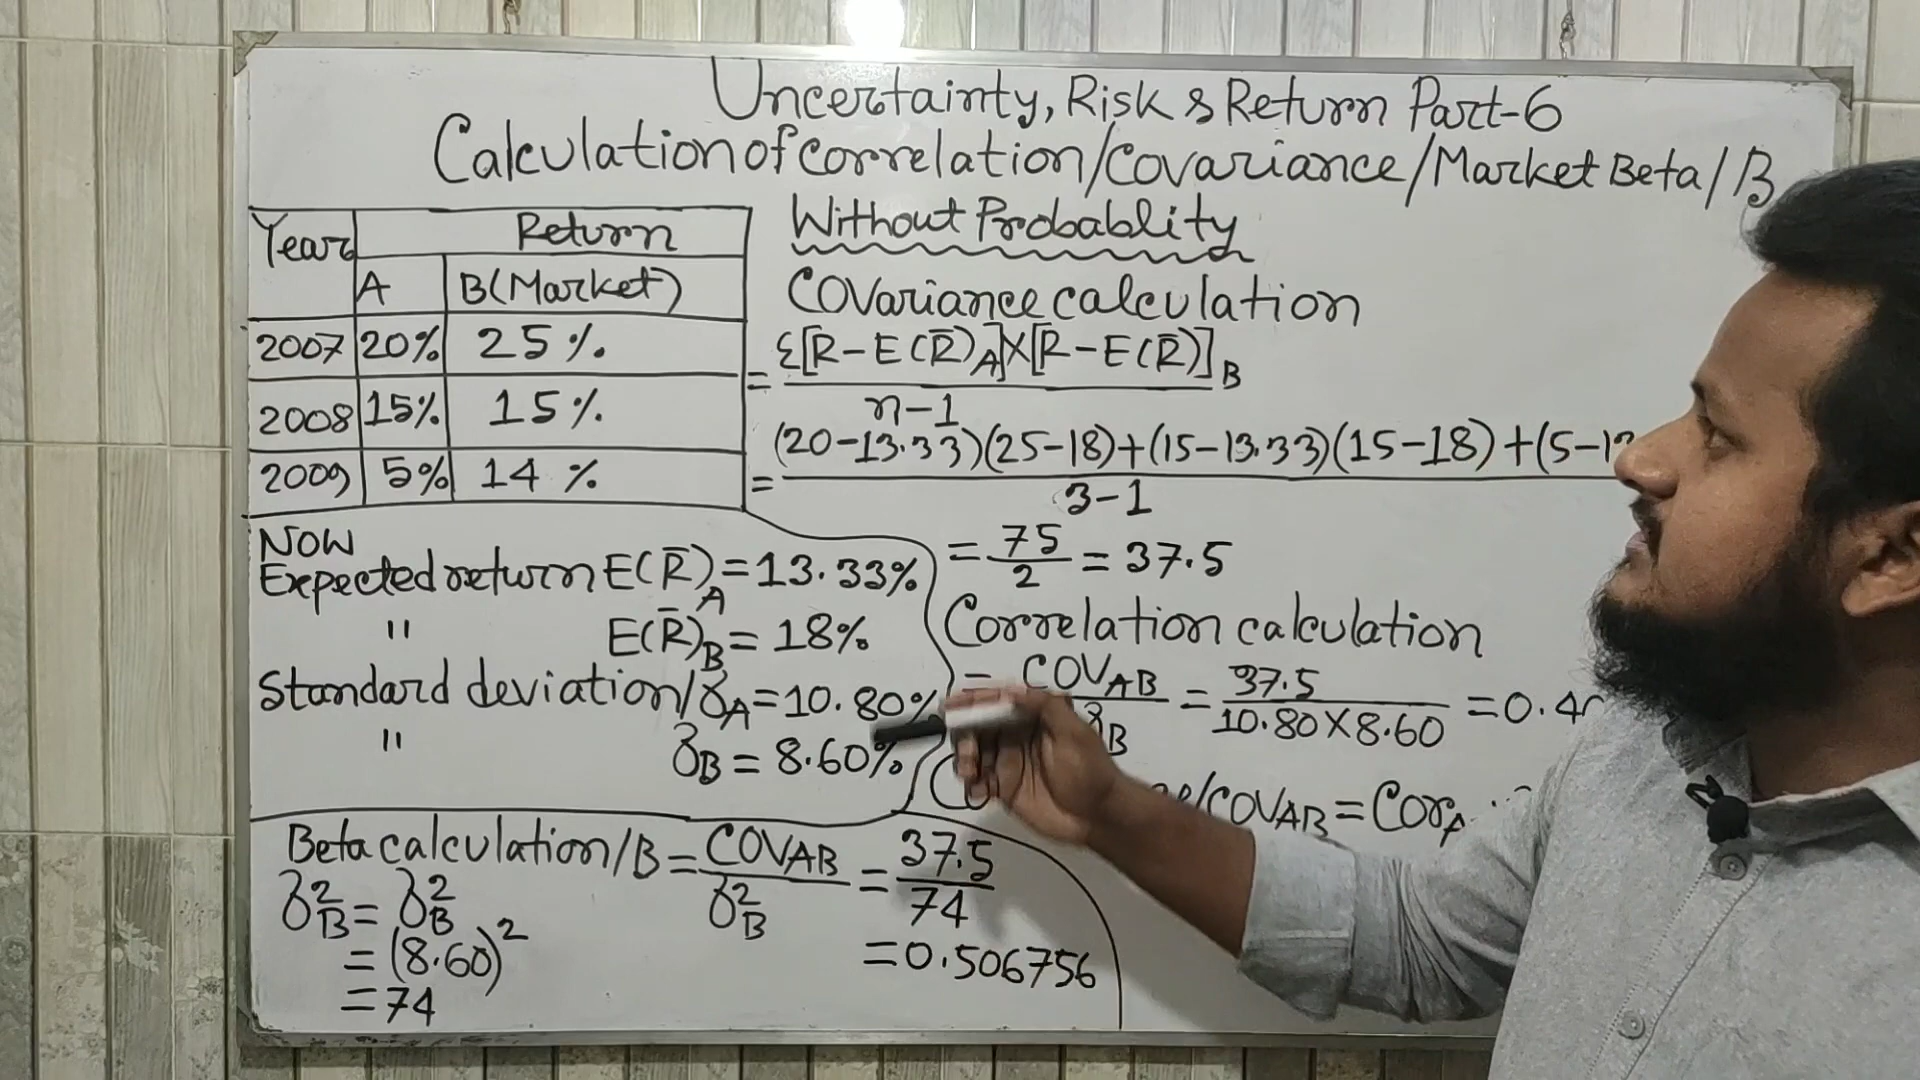 Uncertainty, Risk & Return Part-6
Calculation of correlation/covariance/Market Beta/B
Without Probablity
Year Return
A B(Market)
2007 20% 25%
2008 15% 15%
2009 5% 14%
Now
Expected return E(R̄)A = 13.33%
" E(R̄)B = 18%
Standard deviation/δA = 10.80%
" δB = 8.60%
Covariance calculation
= Σ[R-E(R̄)A]×[R-E(R̄)]B
n-1
= (20-13.33)(25-18)+(15-13.33)(15-18)+(5-1
3-1
= 75/2 = 37.5
Correlation calculation
= COVAB / δB = 37.5 / 10.80×8.60 = 0.4
/COVAB = Cor
Beta calculation/B = COVAB / δ²B = 37.5 / 74
= 0.506756
δ²B = δ²B
= (8.60)²
= 74